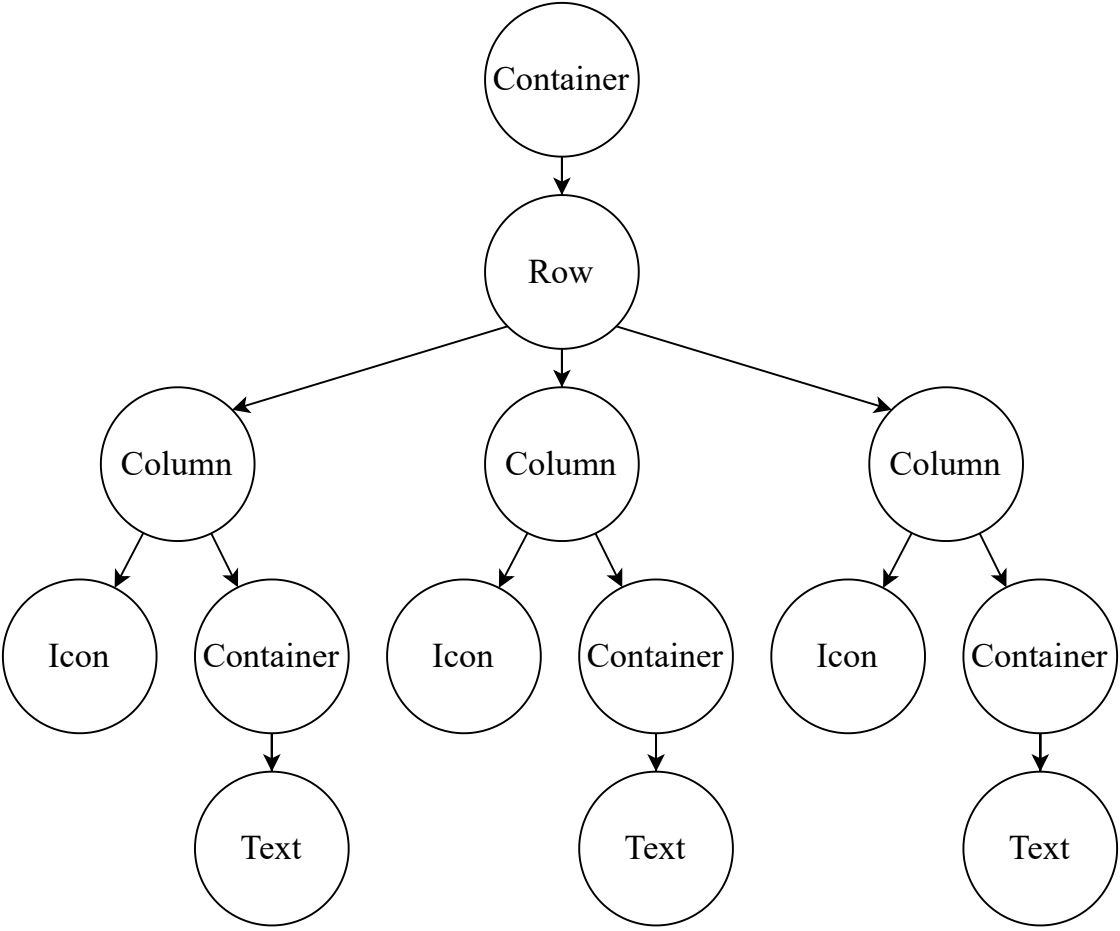 Container
Row
Column
Column
Column
Icon
Container
Icon
Container
Icon
Container
Text
Text
Text